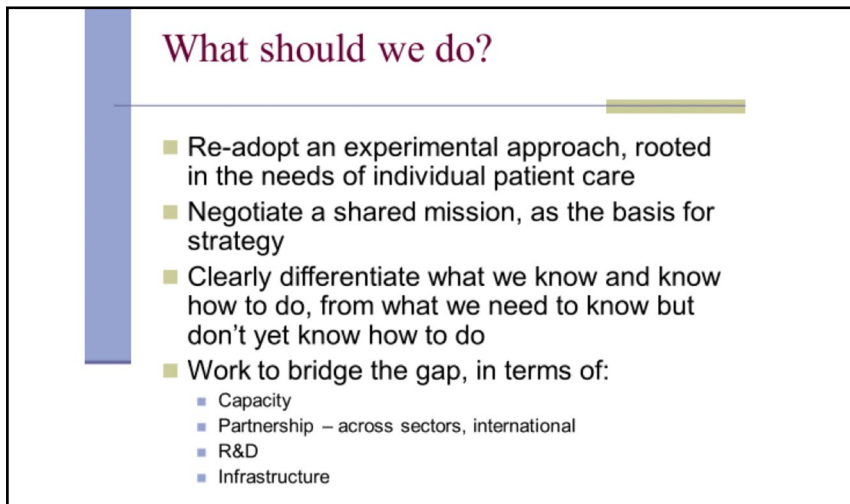 What should we do?
Re-adopt an experimental approach, rooted
in the needs of individual patient care
Negotiate a shared mission, as the basis for
strategy
Clearly differentiate what we know and know
how to do, from what we need to know but
don't yet know how to do
Work to bridge the gap, in terms of:
Capacity
Partnership – across sectors, international
R&D
Infrastructure